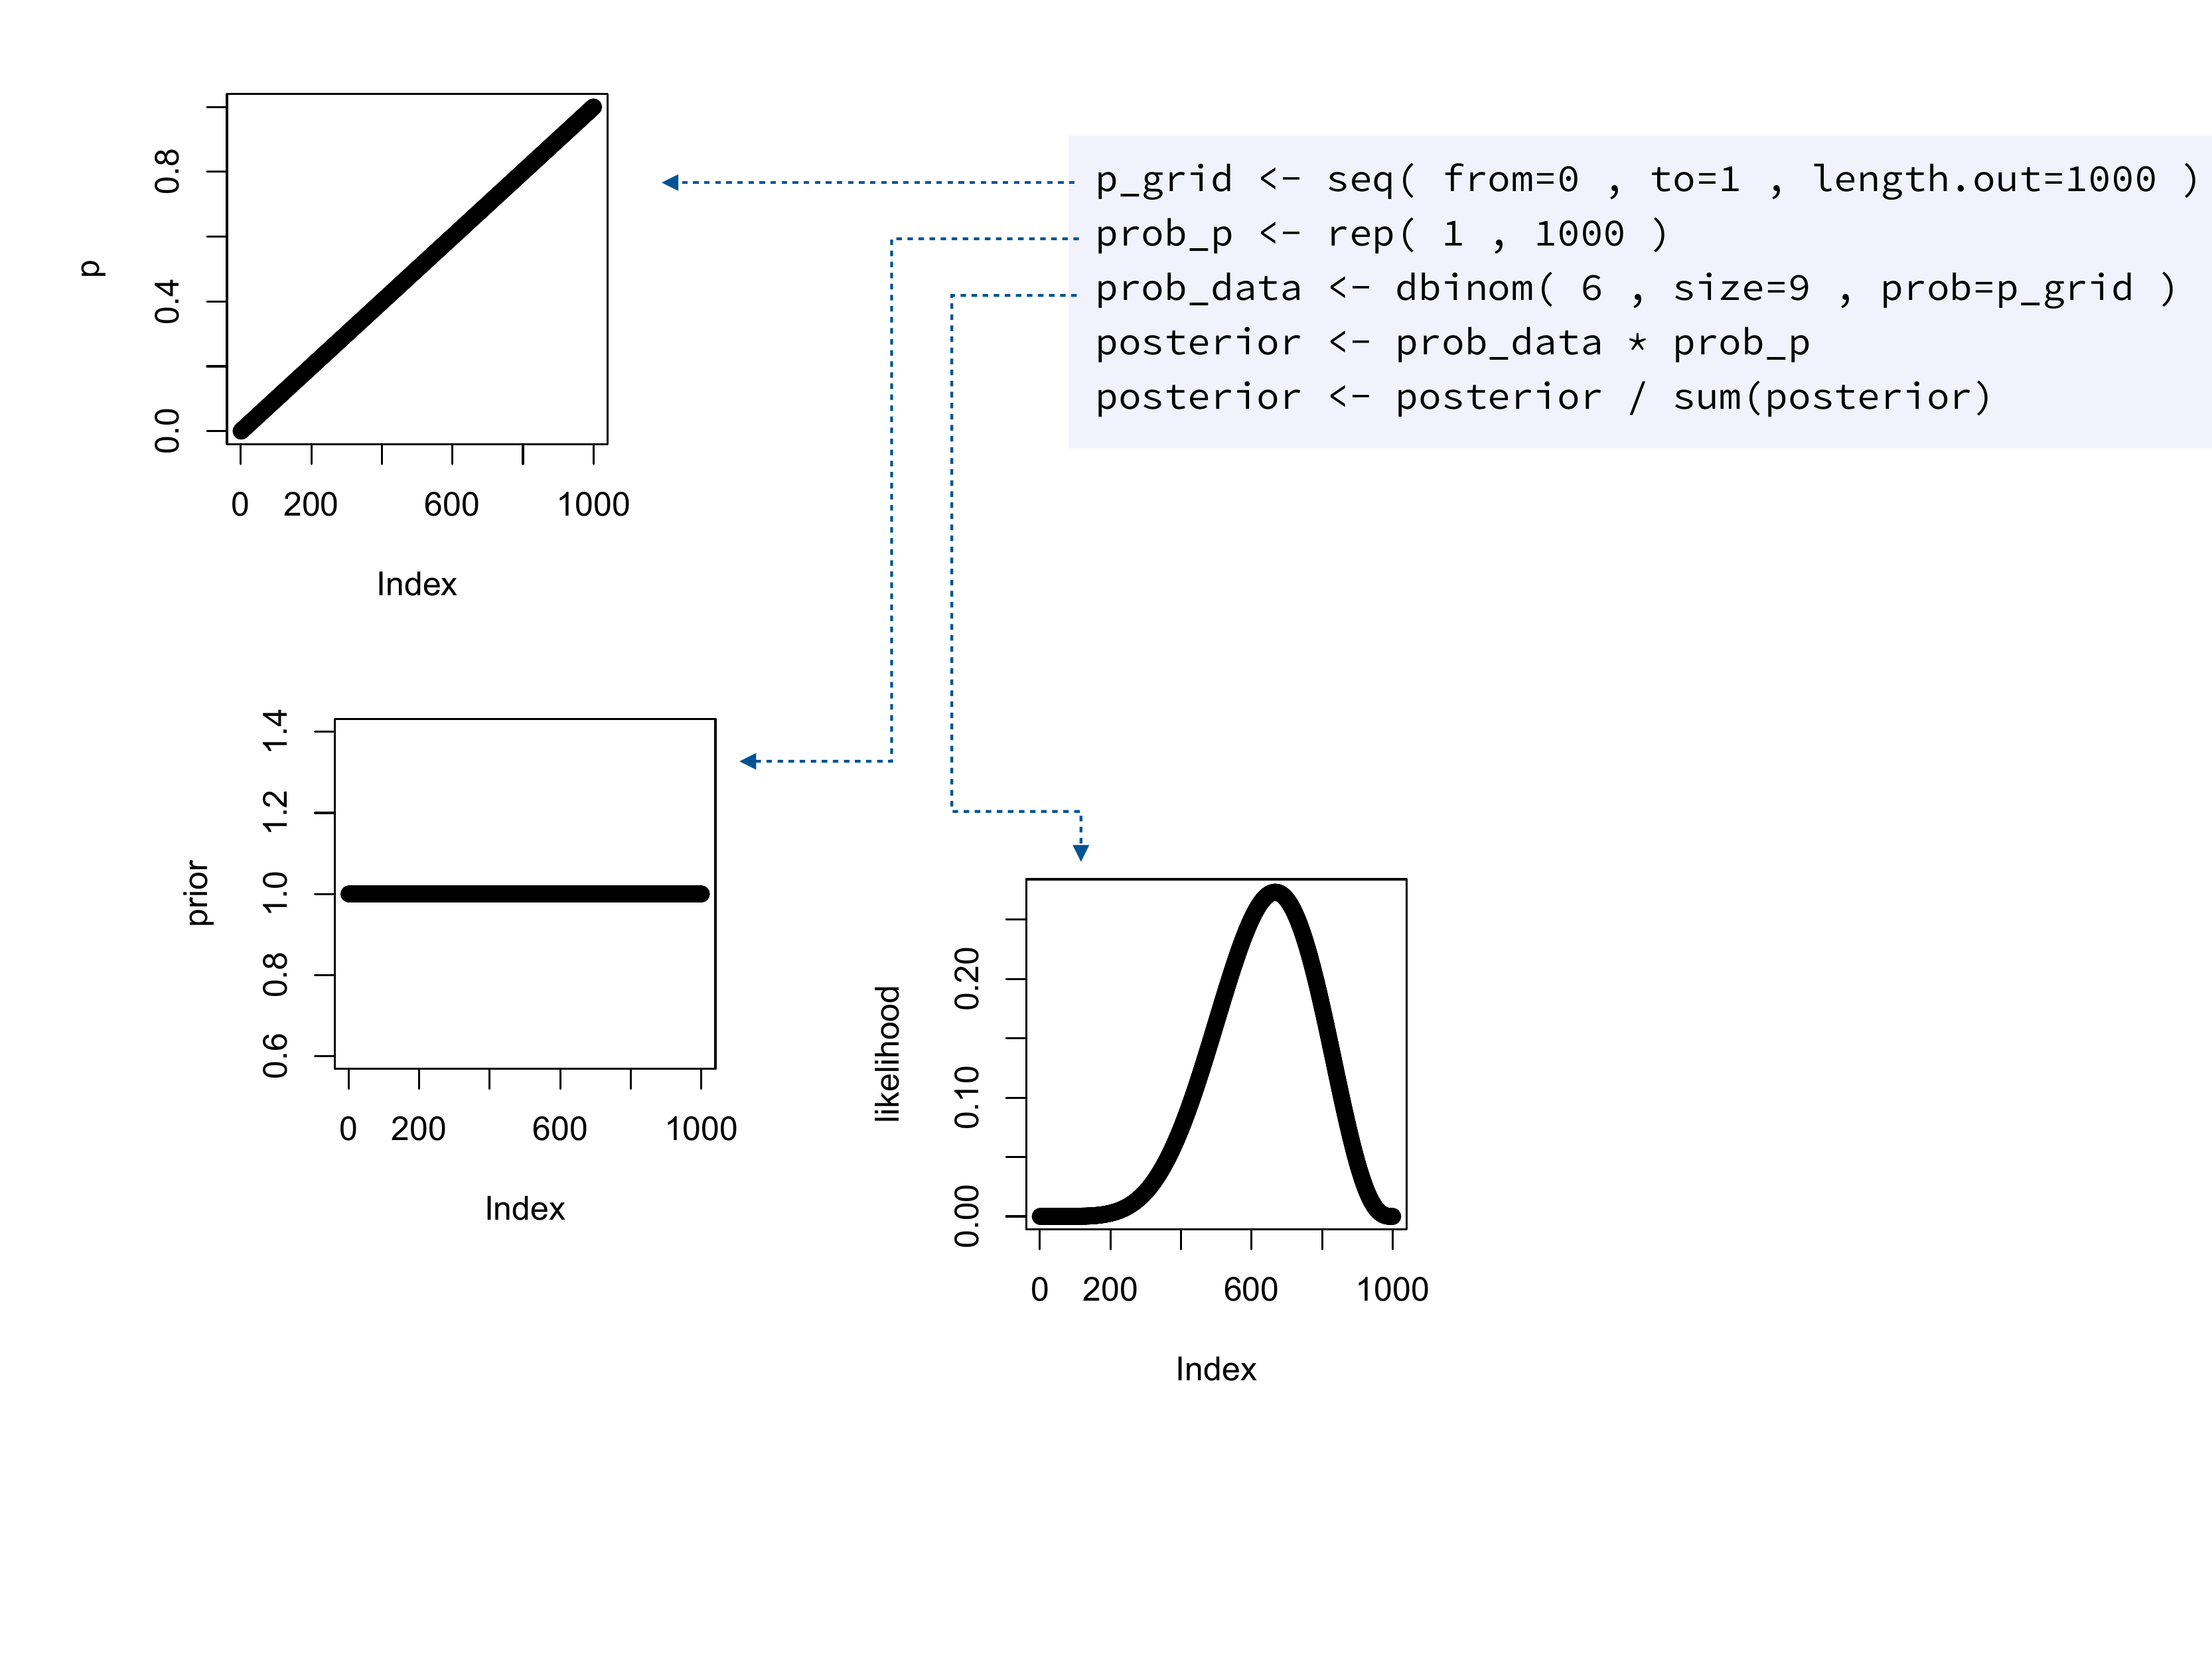 p_grid <- seq( from=0 , to=1 , length.out=1000 )
prob_p <- rep( 1 , 1000 )
prob_data <- dbinom( 6 , size=9 , prob=p_grid )
posterior <- prob_data * prob_p
posterior <- posterior / sum(posterior)
p
0.0 0.4 0.8
0 200 600 1000
Index
prior
0.6 0.8 1.0 1.2 1.4
0 200 600 1000
Index
likelihood
0.00 0.10 0.20
0 200 600 1000
Index